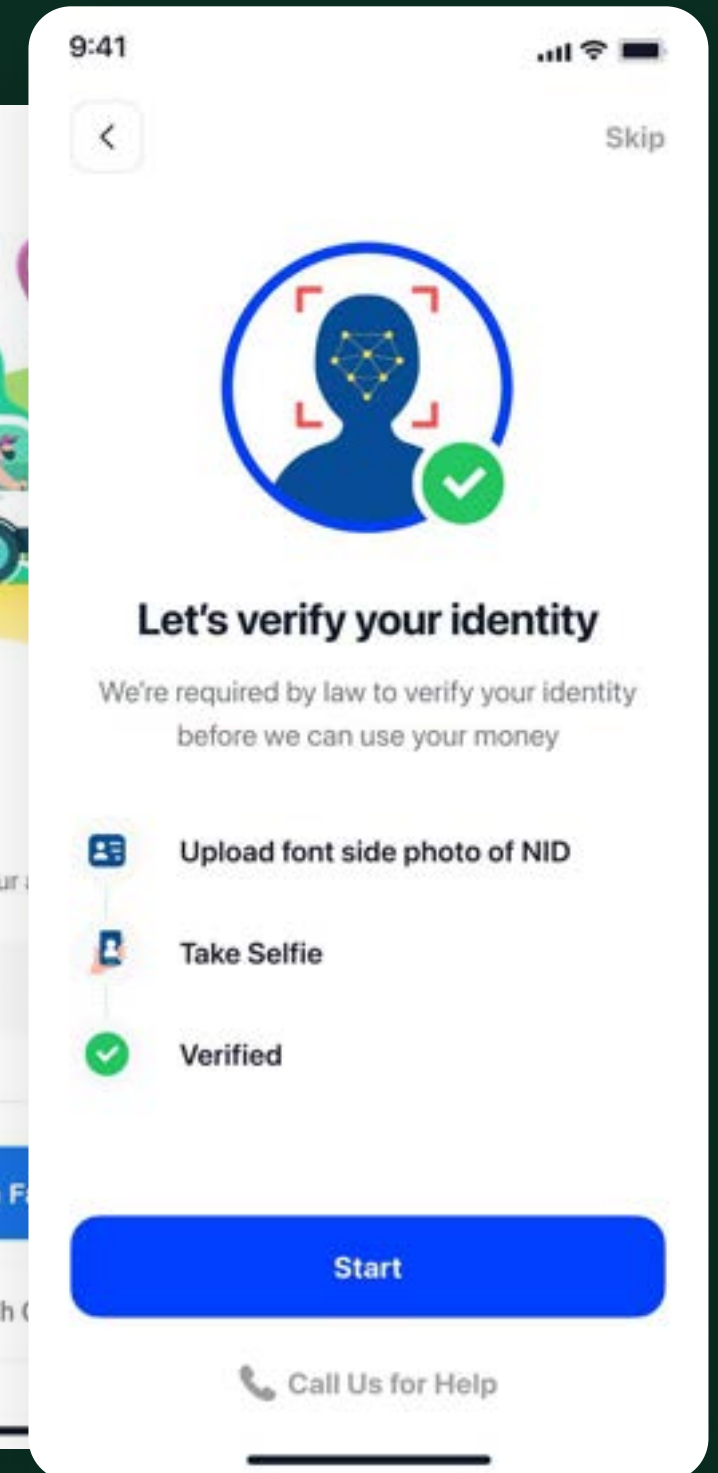 9:41
Skip
Let's verify your identity
We're required by law to verify your identity
before we can use your money
Upload font side photo of NID
Take Selfie
Verified
Start
Call Us for Help